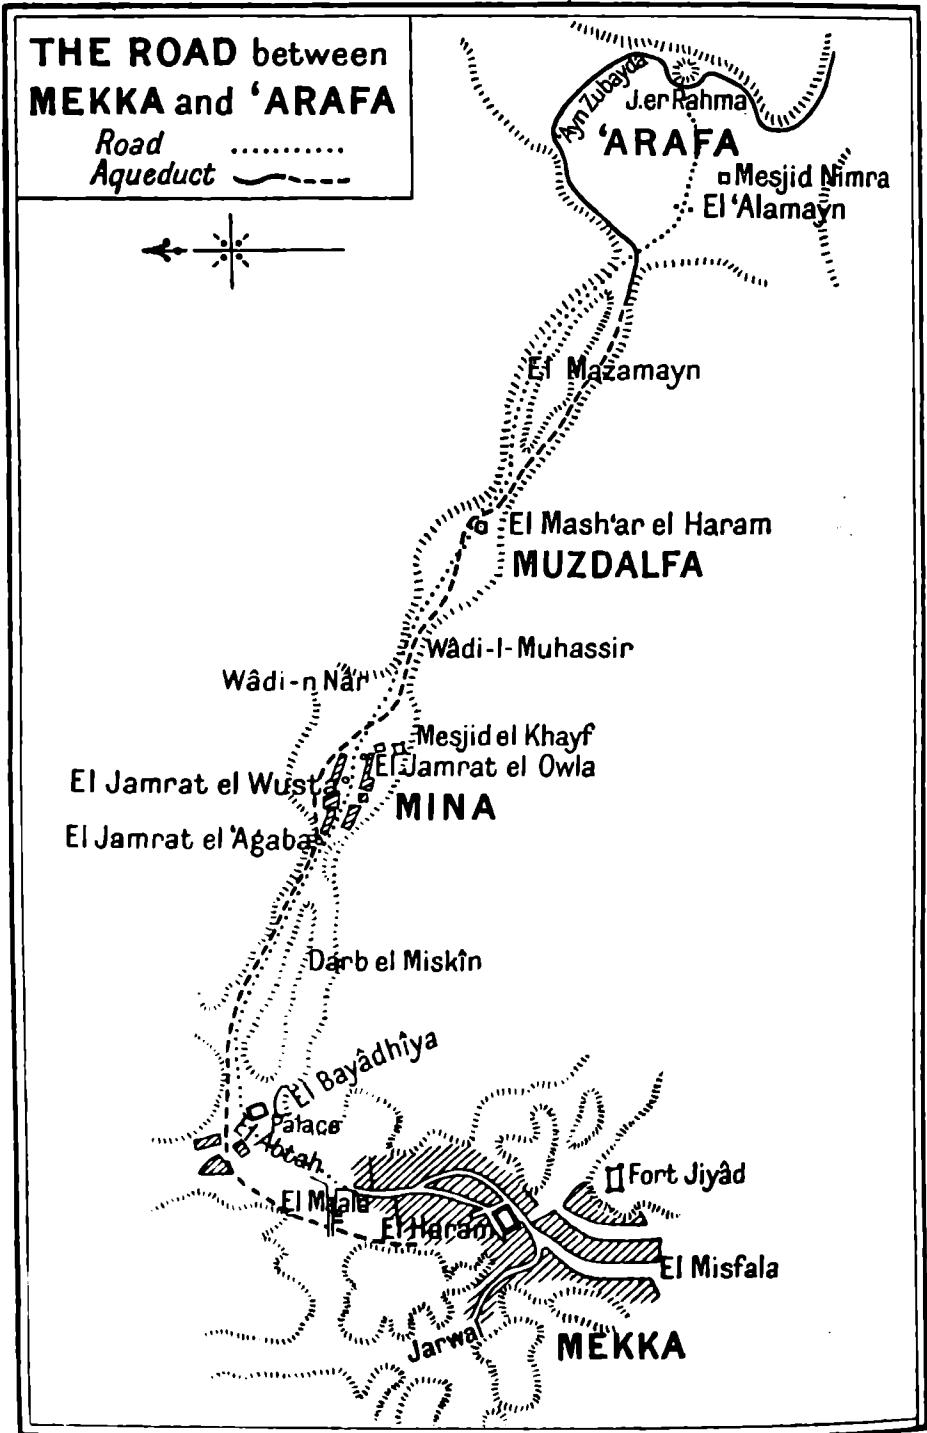 THE ROAD between
MEKKA and ‘ARAFA
Road
Aqueduct
‘Ayn Zubayda
J. er Rahma
‘ARAFA
Mesjid Nimra
El ‘Alamayn
El Mazamayn
El Mash‘ar el Haram
MUZDALFA
Wâdi-l-Muhassir
Wâdi-n Nâr
Mesjid el Khayf
El Jamrat el Owla
El Jamrat el Wusta
MINA
El Jamrat el ‘Agaba
Darb el Miskîn
El Bayâdhîya
Palace
El Abtah
Fort Jiyâd
El Maala
El Haram
El Misfala
Jarwal
MEKKA